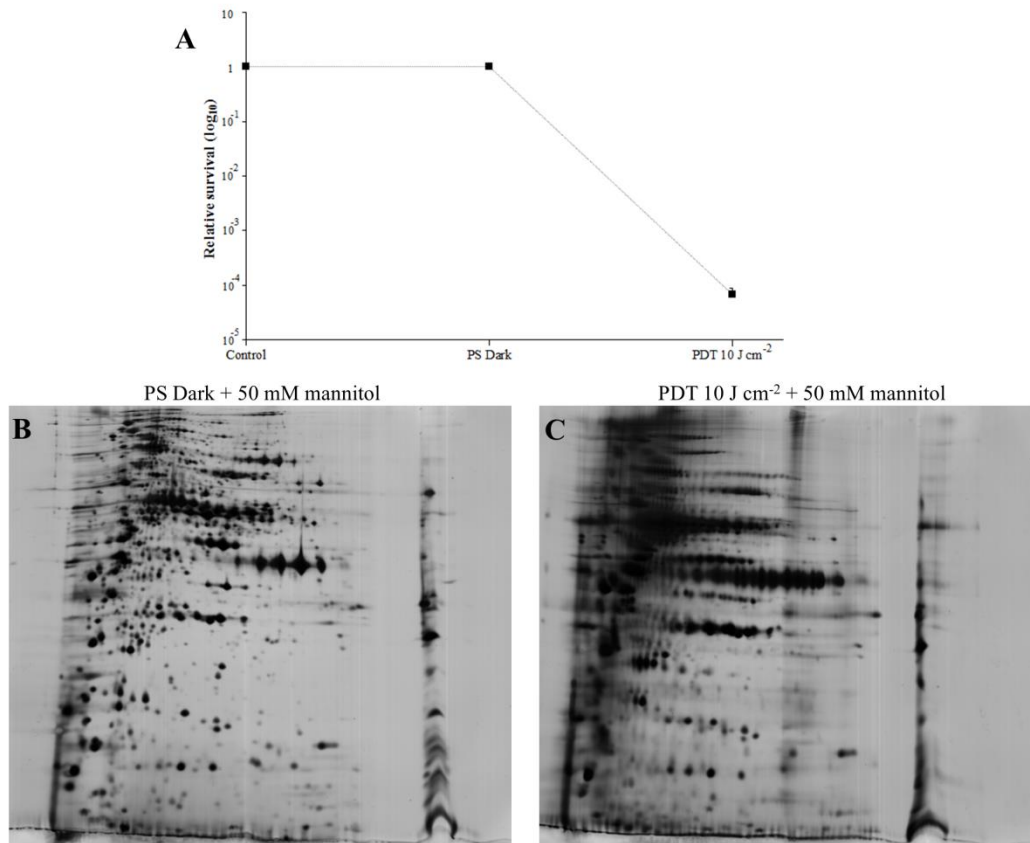 A
Relative survival (log₁₀)
10
1
10⁻¹
10⁻²
10⁻³
10⁻⁴
10⁻⁵
Control
PS Dark
PDT 10 J cm⁻²
PS Dark + 50 mM mannitol
PDT 10 J cm⁻² + 50 mM mannitol
B
C